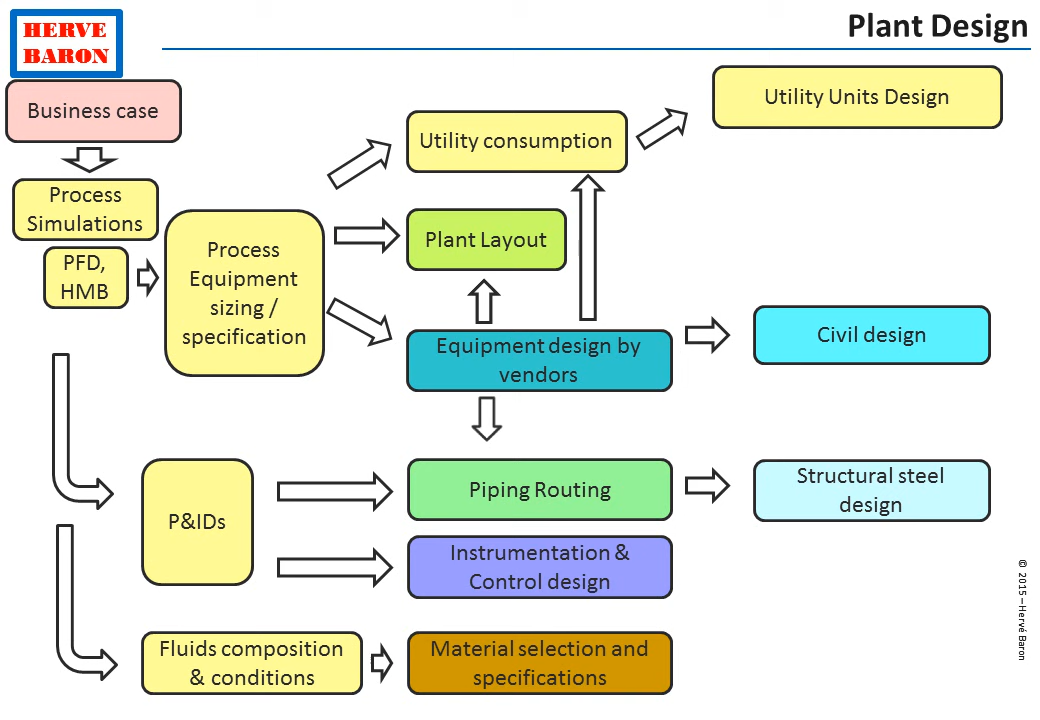 HERVE
BARON
Plant Design
Business case
Utility Units Design
Utility consumption
Process
Simulations
PFD,
HMB
Process
Equipment
sizing /
specification
Plant Layout
Equipment design by
vendors
Civil design
P&IDs
Piping Routing
Structural steel
design
Instrumentation &
Control design
Fluids composition
& conditions
Material selection and
specifications
© 2015 – Hervé Baron